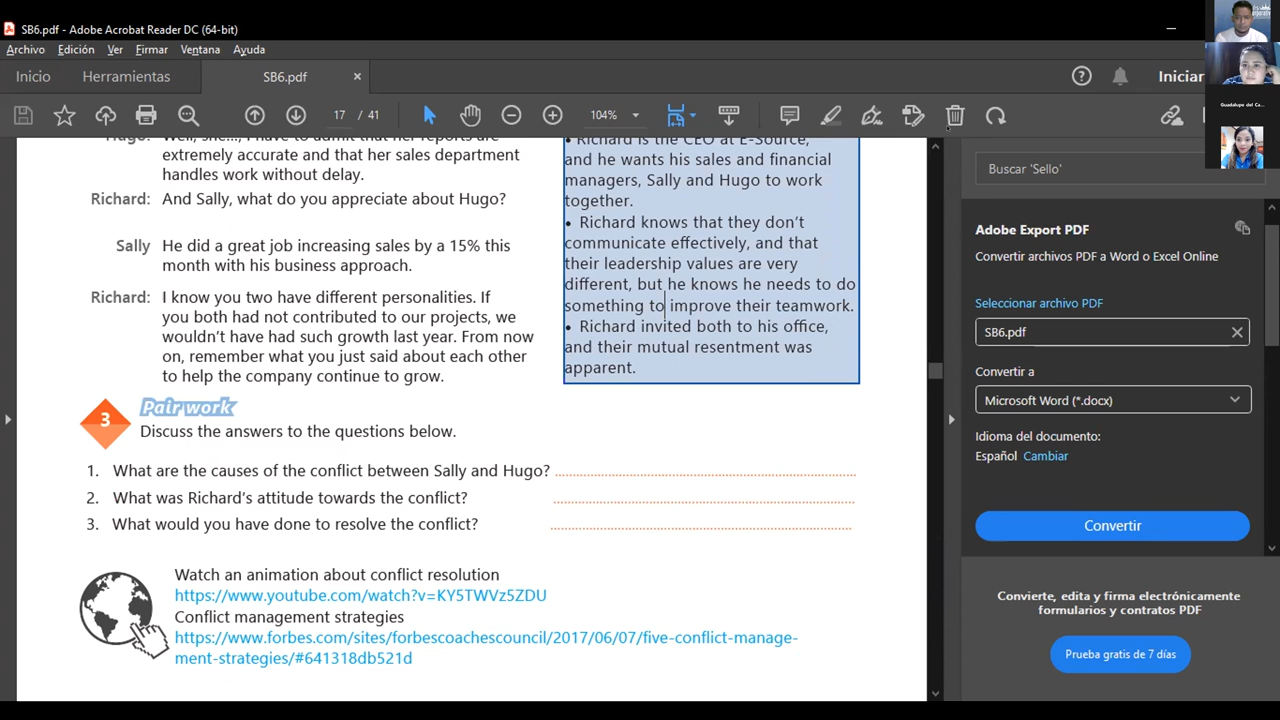 SB6.pdf - Adobe Acrobat Reader DC (64-bit)
Archivo Edición Ver Firmar Ventana Ayuda
Inicio Herramientas SB6.pdf × Iniciar
17 / 41 104%
extremely accurate and that her sales department
handles work without delay.
Richard: And Sally, what do you appreciate about Hugo?
Sally He did a great job increasing sales by a 15% this
month with his business approach.
Richard: I know you two have different personalities. If
you both had not contributed to our projects, we
wouldn't have had such growth last year. From now
on, remember what you just said about each other
to help the company continue to grow.
• Richard is the CEO at E-Source,
and he wants his sales and financial
managers, Sally and Hugo to work
together.
• Richard knows that they don't
communicate effectively, and that
their leadership values are very
different, but he knows he needs to do
something to improve their teamwork.
• Richard invited both to his office,
and their mutual resentment was
apparent.
3 Pair work
Discuss the answers to the questions below.
1. What are the causes of the conflict between Sally and Hugo?
2. What was Richard's attitude towards the conflict?
3. What would you have done to resolve the conflict?
Watch an animation about conflict resolution
https://www.youtube.com/watch?v=KY5TWVz5ZDU
Conflict management strategies
https://www.forbes.com/sites/forbescoachescouncil/2017/06/07/five-conflict-manage-
ment-strategies/#641318db521d
Buscar 'Sello'
Adobe Export PDF
Convertir archivos PDF a Word o Excel Online
Seleccionar archivo PDF
SB6.pdf
Convertir a
Microsoft Word (*.docx)
Idioma del documento:
Español Cambiar
Convertir
Convierte, edita y firma electrónicamente
formularios y contratos PDF
Prueba gratis de 7 días
Guadalupe del Ca...